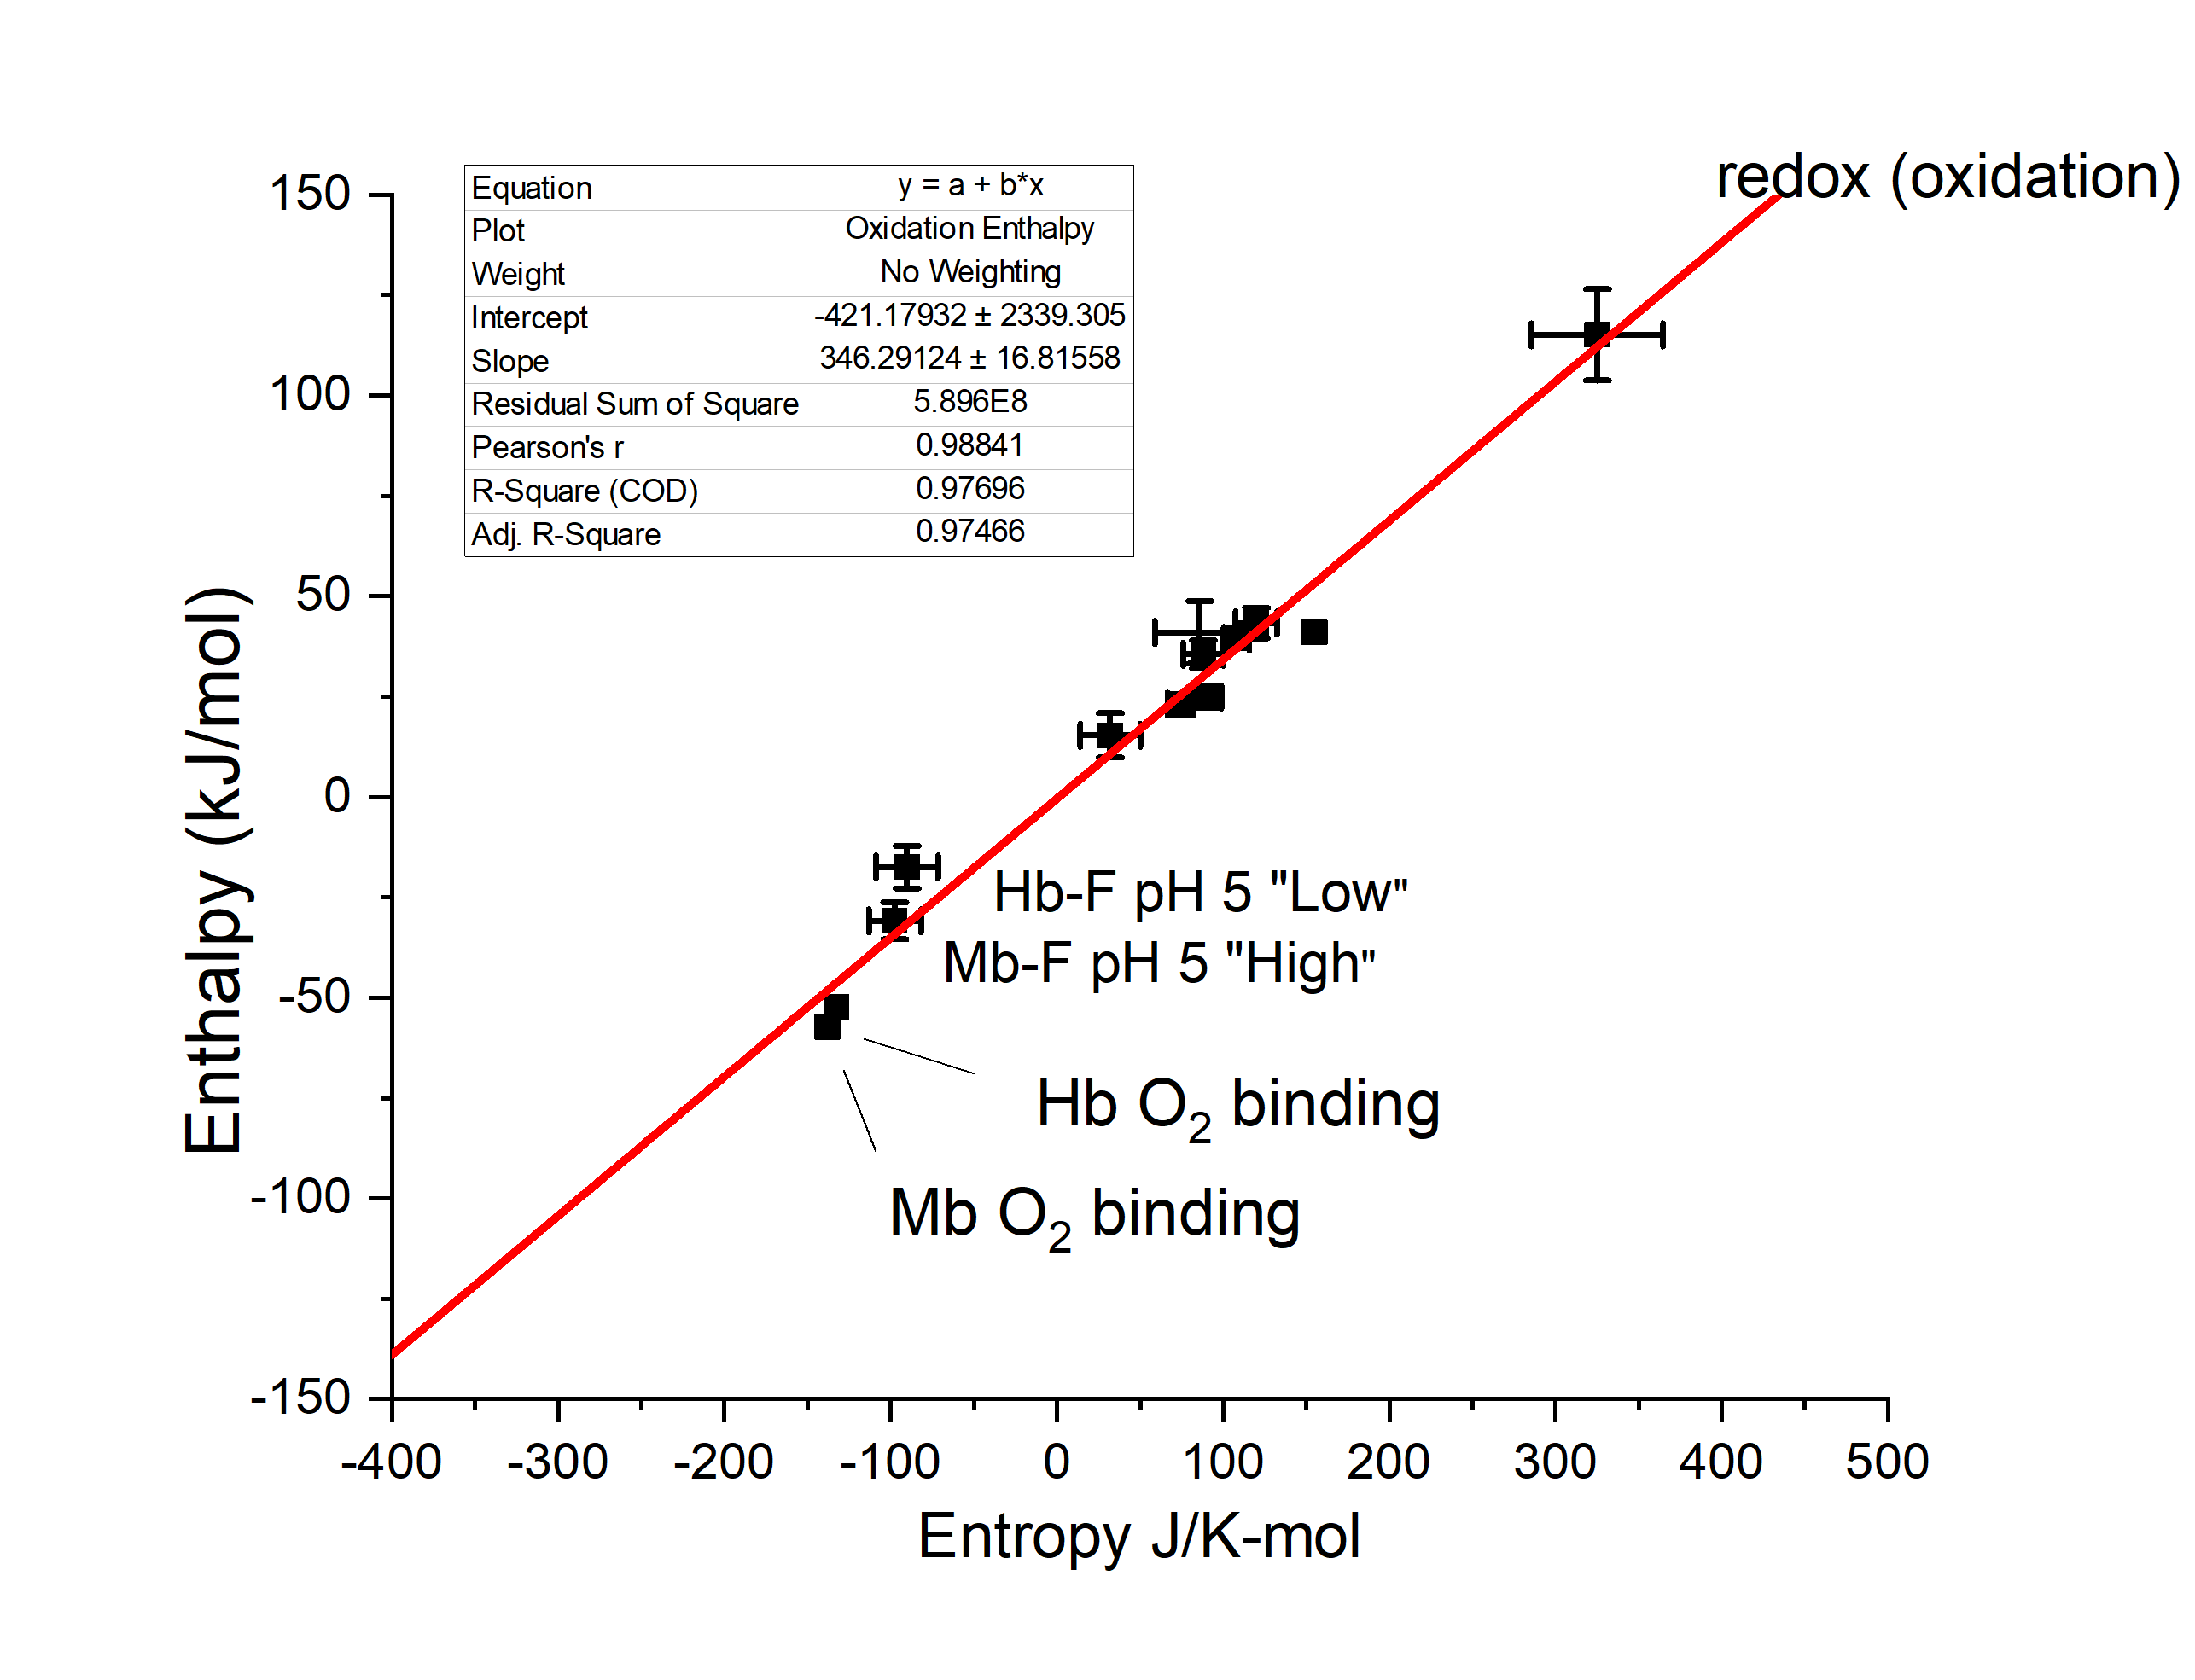 redox (oxidation)
Equation y = a + b*x
Plot Oxidation Enthalpy
Weight No Weighting
Intercept -421.17932 ± 2339.305
Slope 346.29124 ± 16.81558
Residual Sum of Square 5.896E8
Pearson's r 0.98841
R-Square (COD) 0.97696
Adj. R-Square 0.97466
150
100
50
0
-50
-100
-150
Enthalpy (kJ/mol)
Hb-F pH 5 "Low"
Mb-F pH 5 "High"
Hb O₂ binding
Mb O₂ binding
-400 -300 -200 -100 0 100 200 300 400 500
Entropy J/K-mol